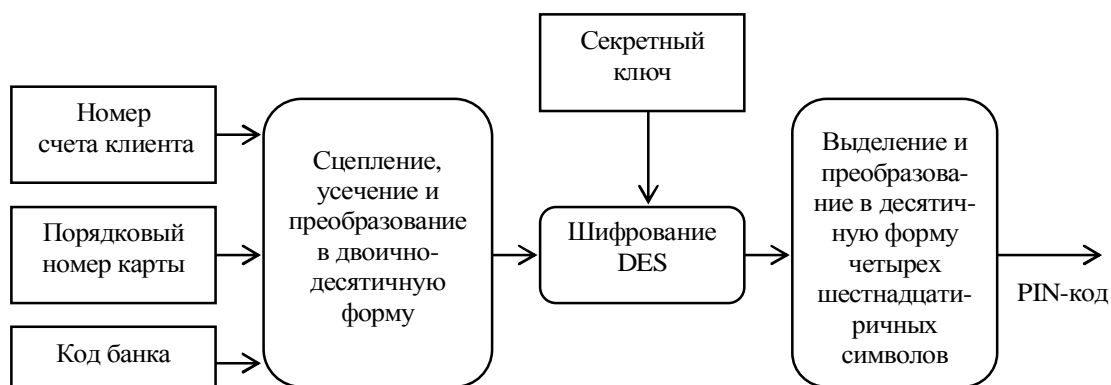 Номер
счета клиента
Порядковый
номер карты
Код банка
Сцепление,
усечение и
преобразование
в двоично-
десятичную
форму
Секретный
ключ
Шифрование
DES
Выделение и
преобразова-
ние в десятич-
ную форму
четырех
шестнадцати-
ричных
символов
PIN-код